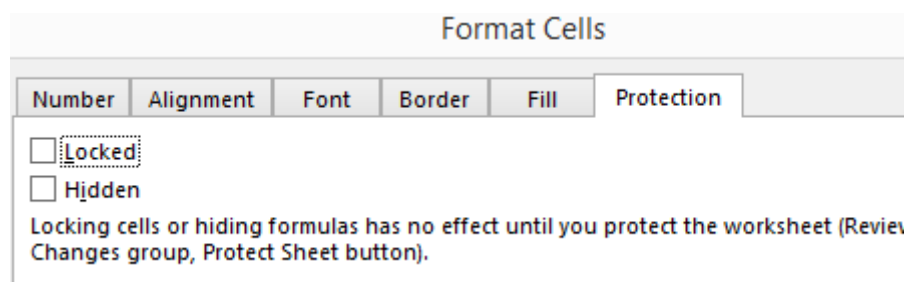 Format Cells
Number Alignment Font Border Fill Protection
Locked
Hidden
Locking cells or hiding formulas has no effect until you protect the worksheet (Review
Changes group, Protect Sheet button).